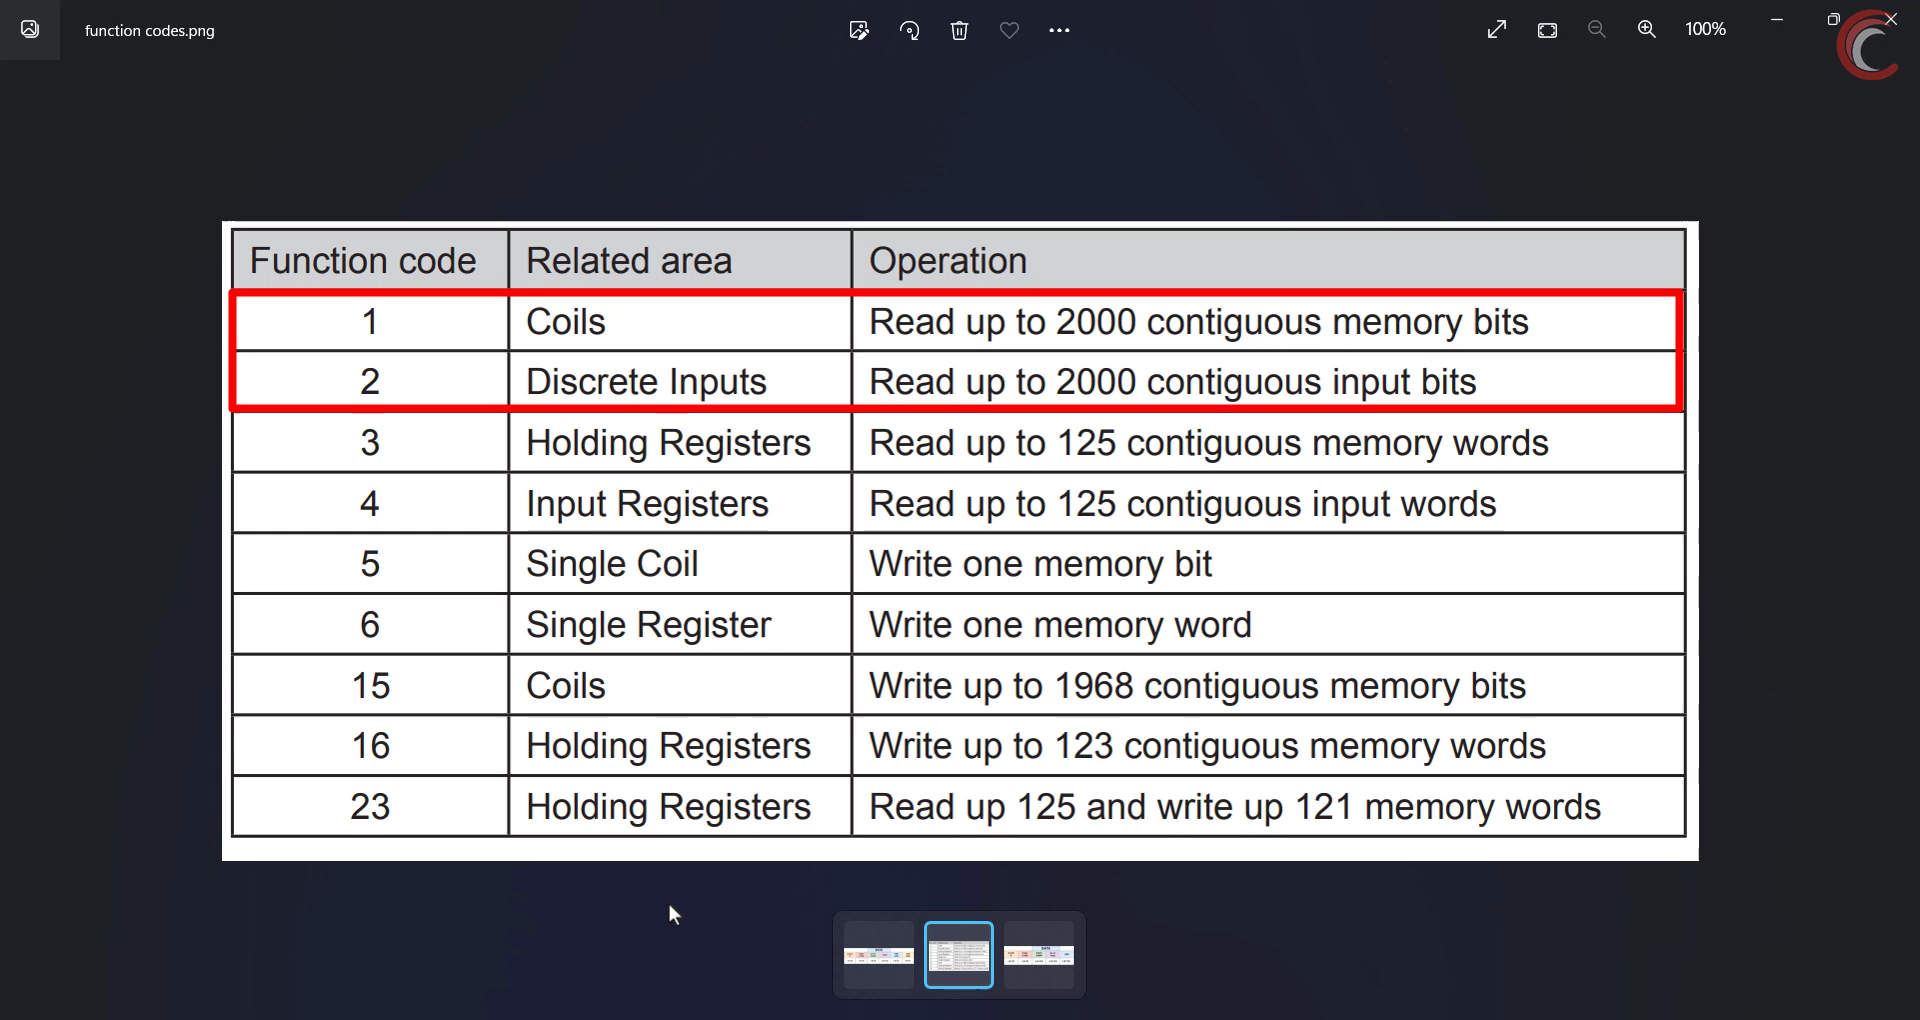 function codes.png
100%
Function code Related area Operation
1 Coils Read up to 2000 contiguous memory bits
2 Discrete Inputs Read up to 2000 contiguous input bits
3 Holding Registers Read up to 125 contiguous memory words
4 Input Registers Read up to 125 contiguous input words
5 Single Coil Write one memory bit
6 Single Register Write one memory word
15 Coils Write up to 1968 contiguous memory bits
16 Holding Registers Write up to 123 contiguous memory words
23 Holding Registers Read up 125 and write up 121 memory words